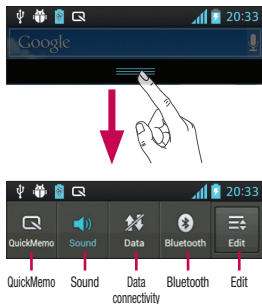 20:33
Google
20:33
QuickMemo Sound Data Bluetooth Edit
QuickMemo Sound Data connectivity Bluetooth Edit